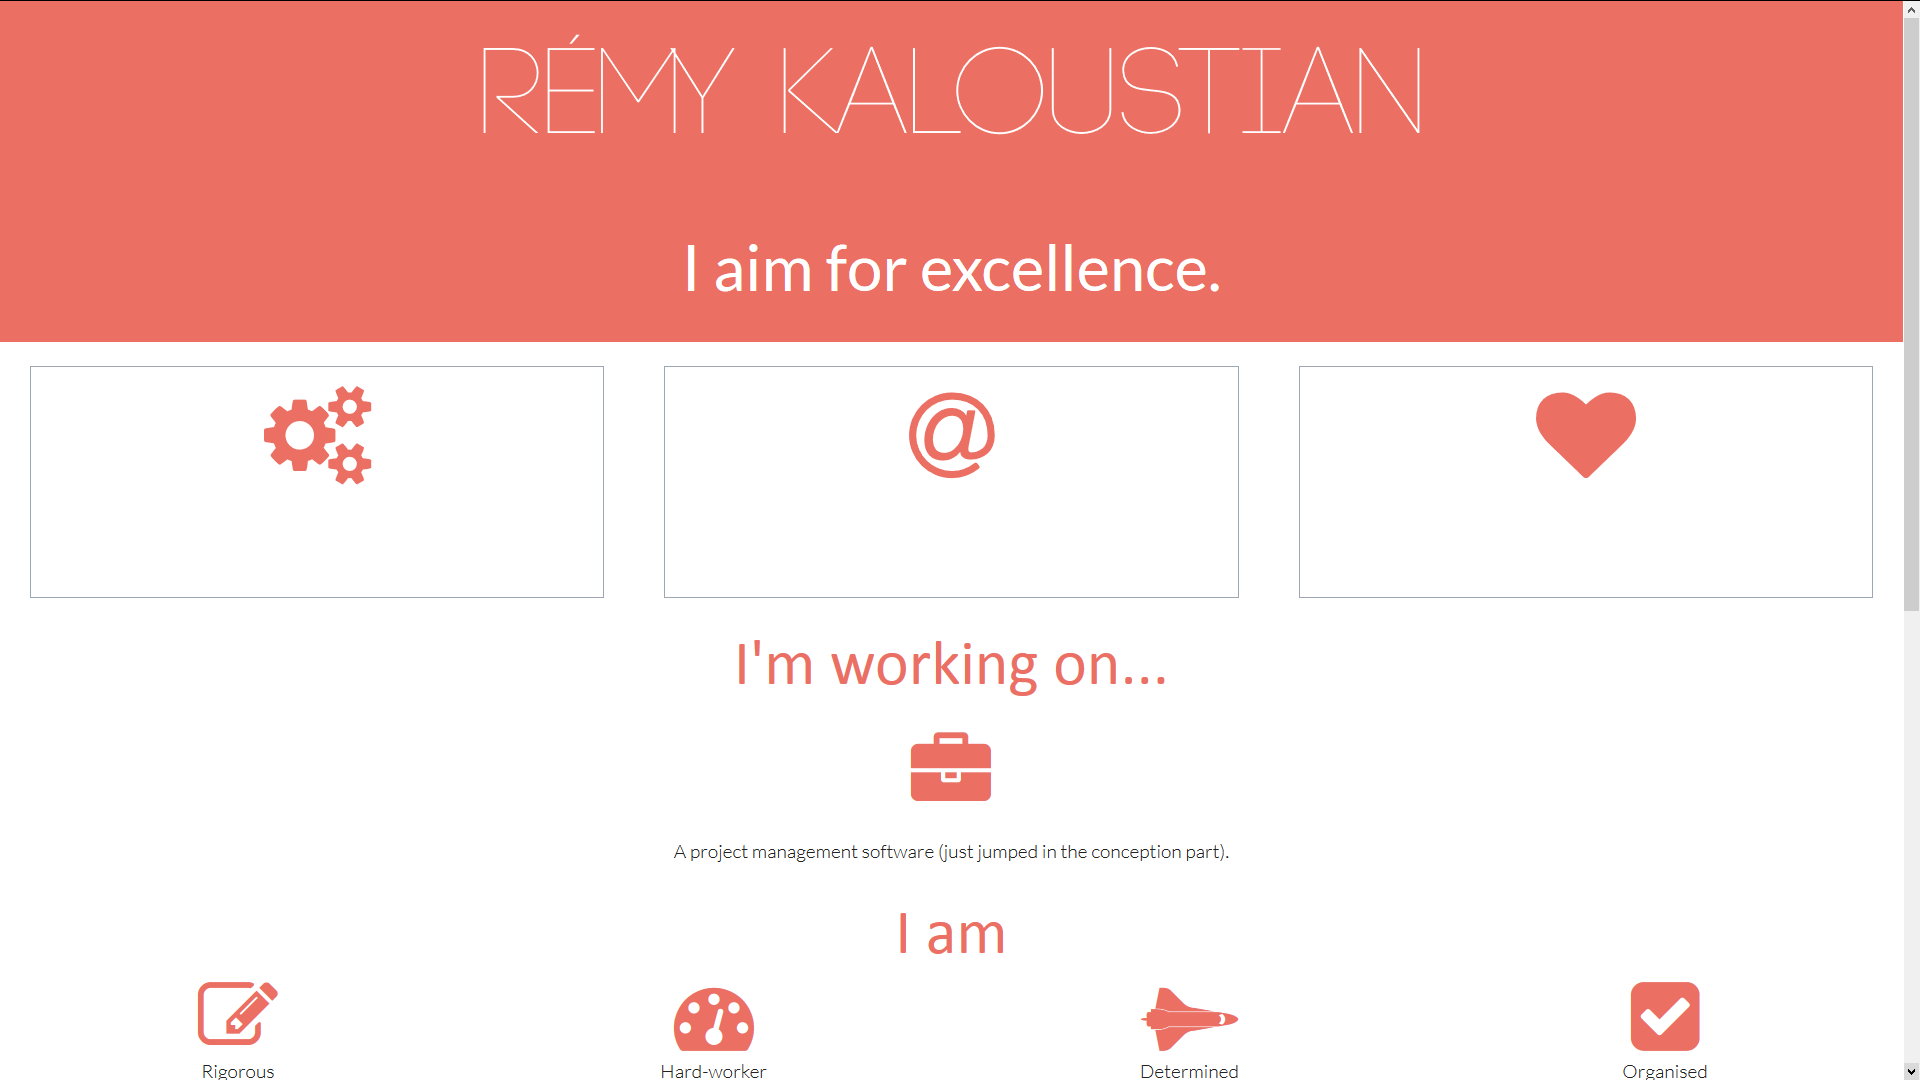 RÉMY KALOUSTIAN
I aim for excellence.
@
I'm working on...
A project management software (just jumped in the conception part).
I am
Rigorous
Hard-worker
Determined
Organised